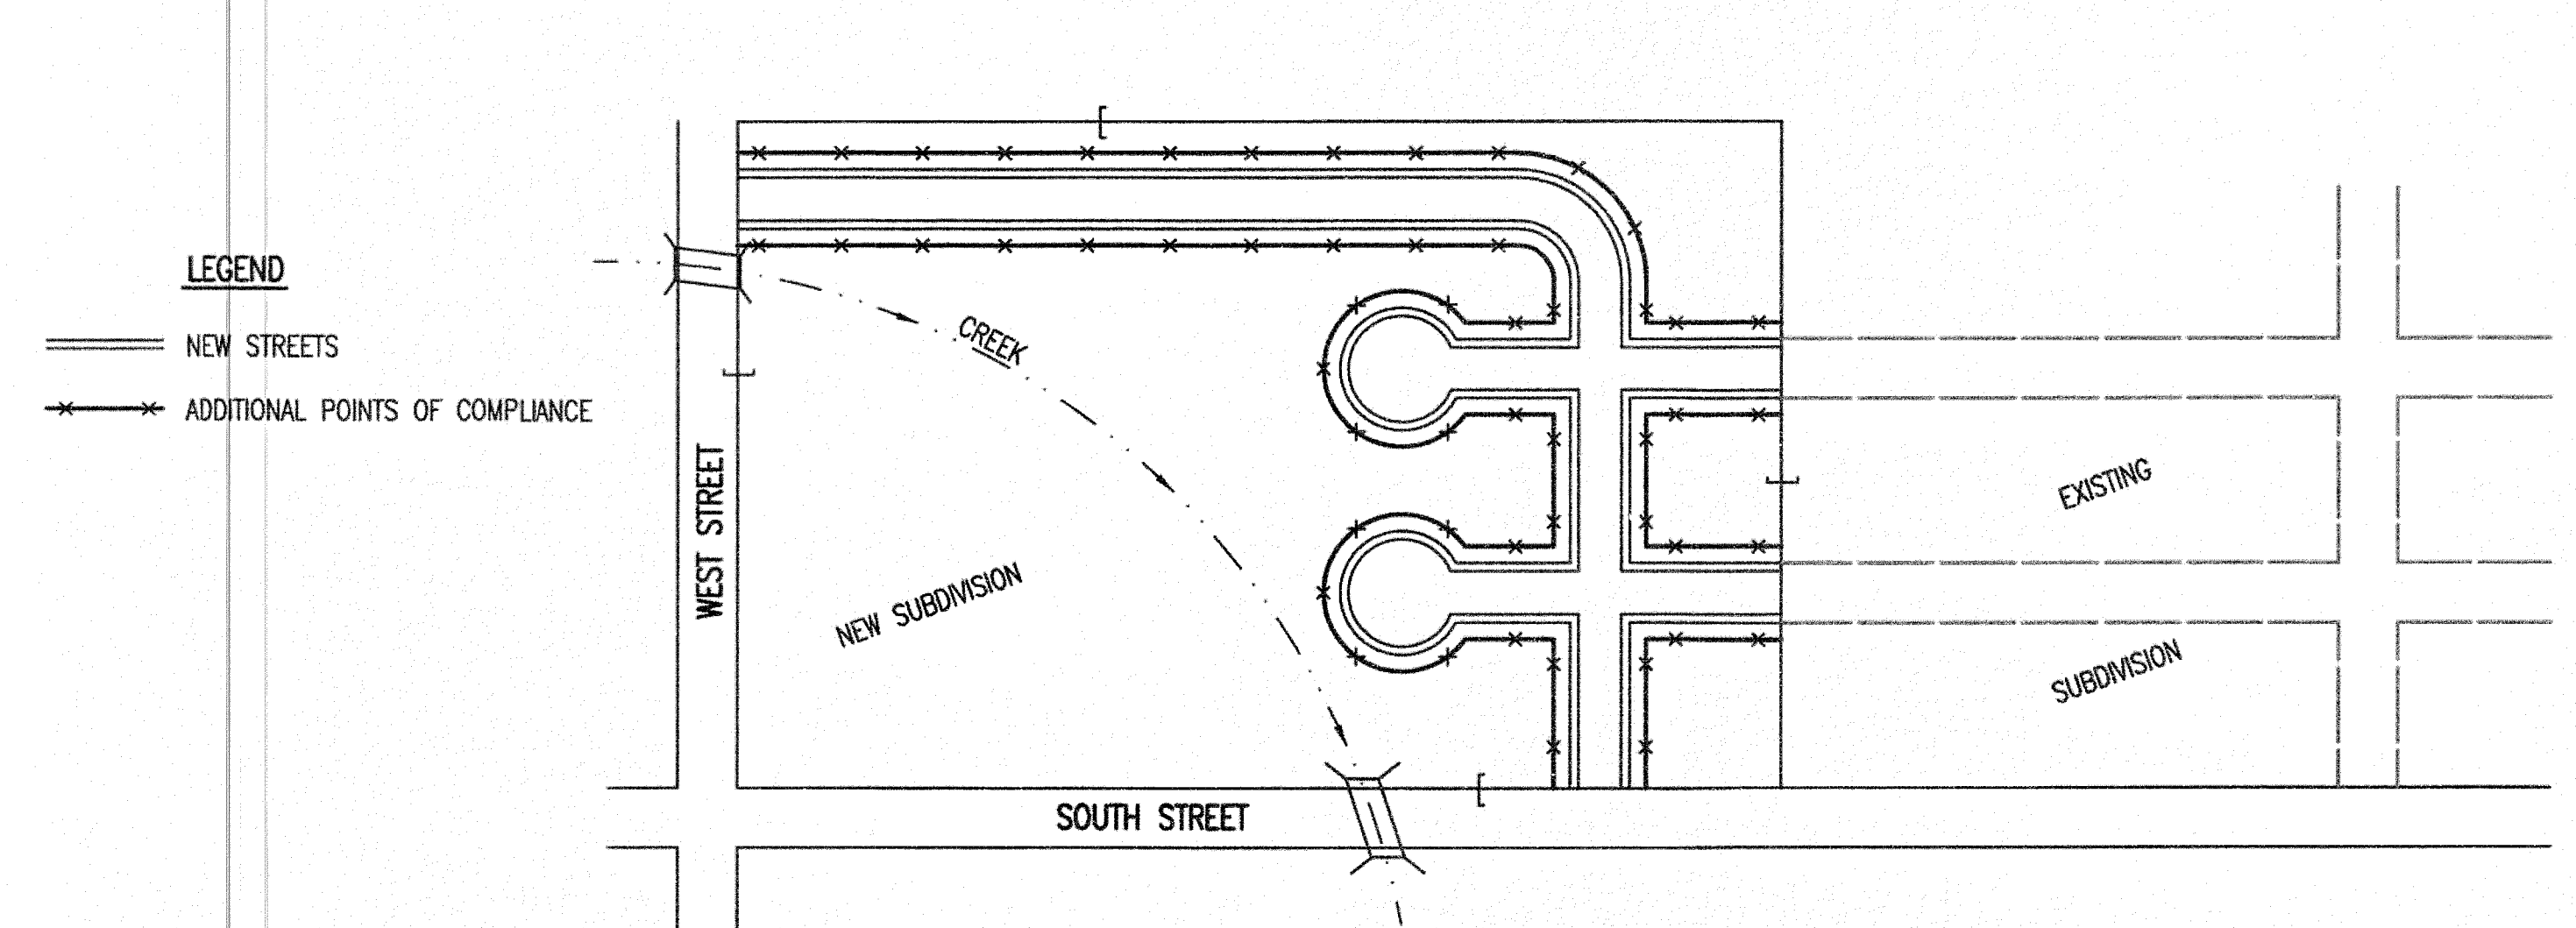 LEGEND
NEW STREETS
ADDITIONAL POINTS OF COMPLIANCE
WEST STREET
CREEK
NEW SUBDIVISION
SOUTH STREET
EXISTING
SUBDIVISION